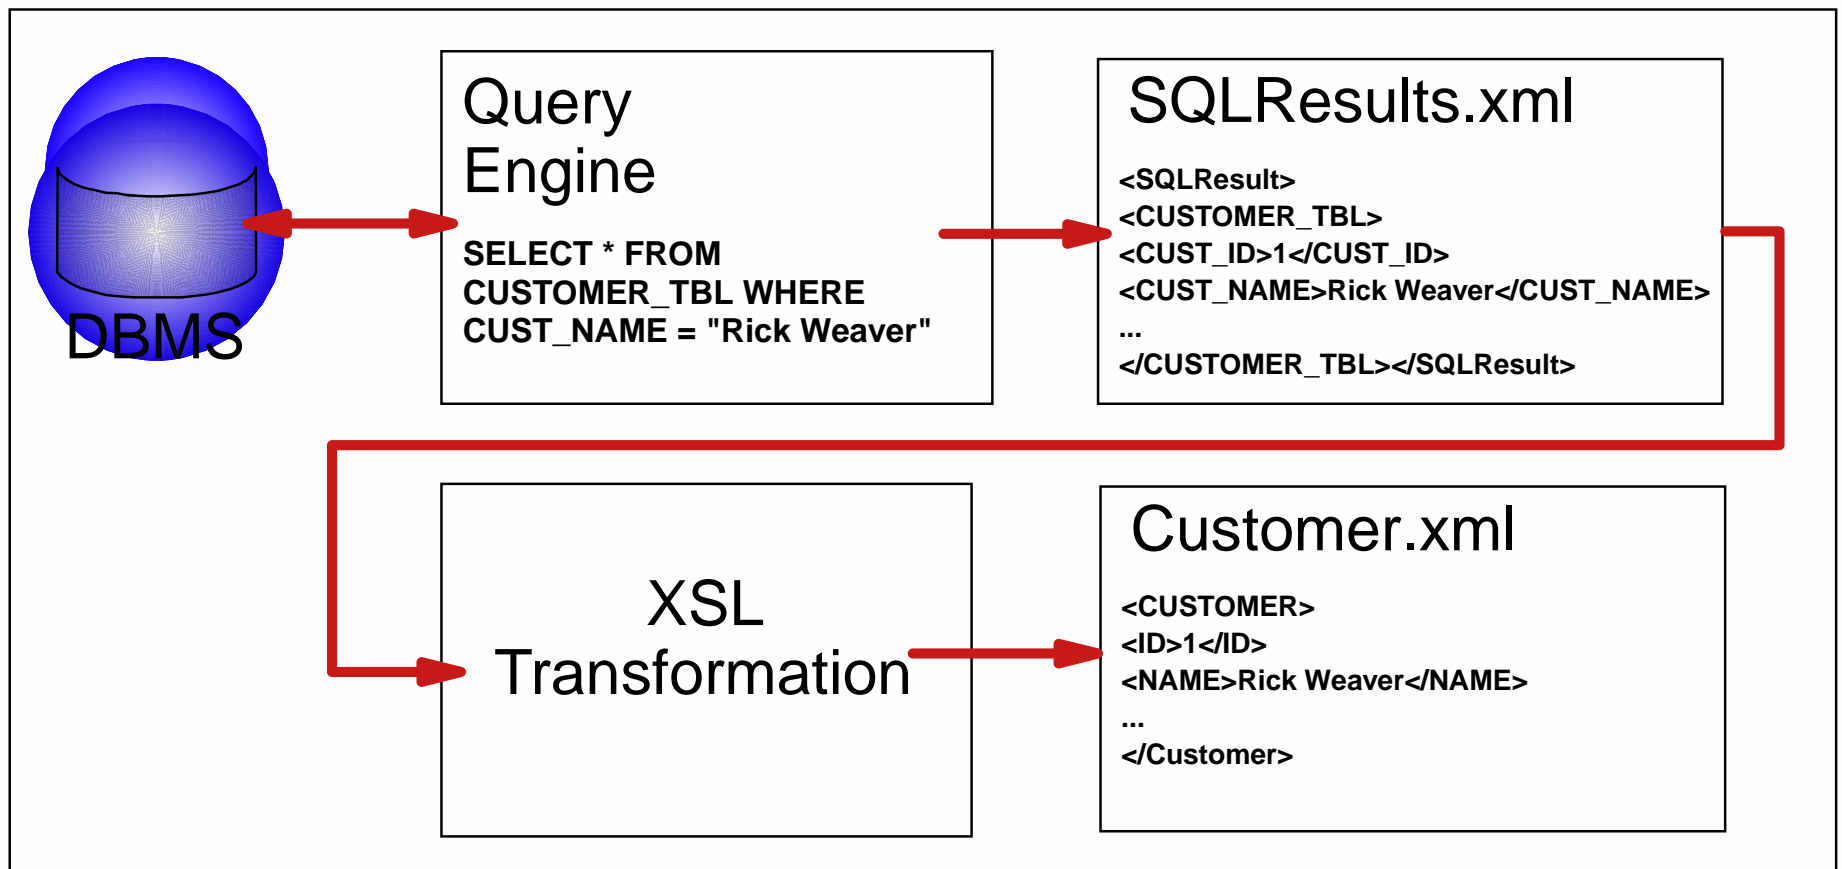 DBMS
Query
Engine
SELECT * FROM
CUSTOMER_TBL WHERE
CUST_NAME = "Rick Weaver"
SQLResults.xml
<SQLResult>
<CUSTOMER_TBL>
<CUST_ID>1</CUST_ID>
<CUST_NAME>Rick Weaver</CUST_NAME>
...
</CUSTOMER_TBL></SQLResult>
XSL
Transformation
Customer.xml
<CUSTOMER>
<ID>1</ID>
<NAME>Rick Weaver</NAME>
...
</Customer>